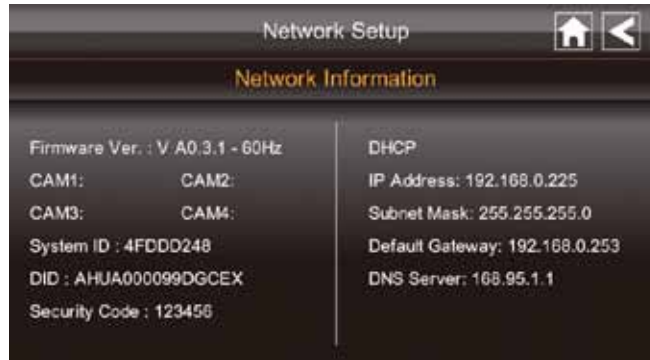 Network Setup
Network Information
Firmware Ver. : V A0.3.1 - 60Hz
CAM1: CAM2:
CAM3: CAM4:
System ID : 4FDDD248
DID : AHUA000099DGCEX
Security Code : 123456
DHCP
IP Address: 192.168.0.225
Subnet Mask: 255.255.255.0
Default Gateway: 192.168.0.253
DNS Server: 168.95.1.1